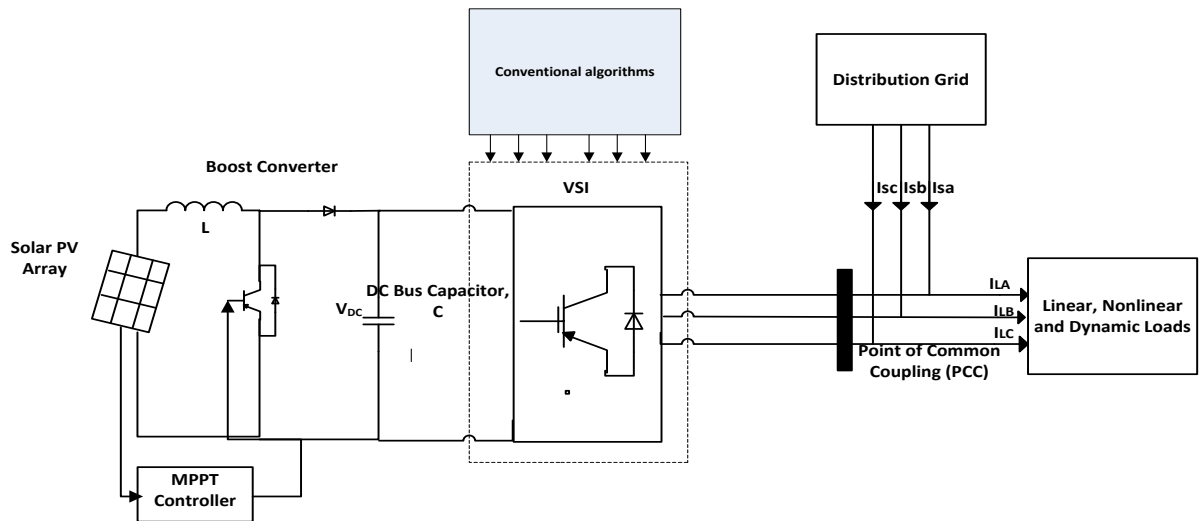 Conventional algorithms
Distribution Grid
Boost Converter
VSI
Isc Isb Isa
L
Solar PV
Array
DC Bus Capacitor,
C
VDC
ILA
ILB
ILC
Linear, Nonlinear
and Dynamic Loads
Point of Common
Coupling (PCC)
MPPT
Controller